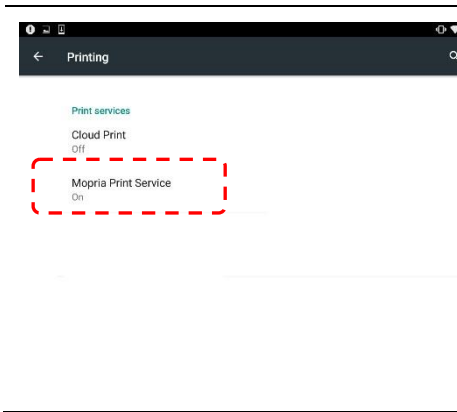 Printing
Print services
Cloud Print
Off
Mopria Print Service
On